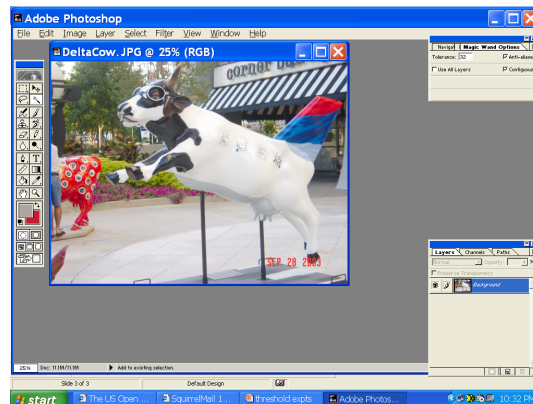 Adobe Photoshop
File Edit Image Layer Select Filter View Window Help
DeltaCow.JPG @ 25% (RGB)
Navigat Magic Wand Options
Tolerance: 32 Anti-aliase
Use All Layers Contiguous
corner ba
SEP 28 2003
Layers Channels Paths
Normal Opacity: %
Preserve Transparency
Background
25% Doc: 11.1M/11.1M Add to existing selection.
Slide 3 of 3 Default Design
start The US Open ... SquirrelMail 1... threshold expts Adobe Photos... 10:32 PM